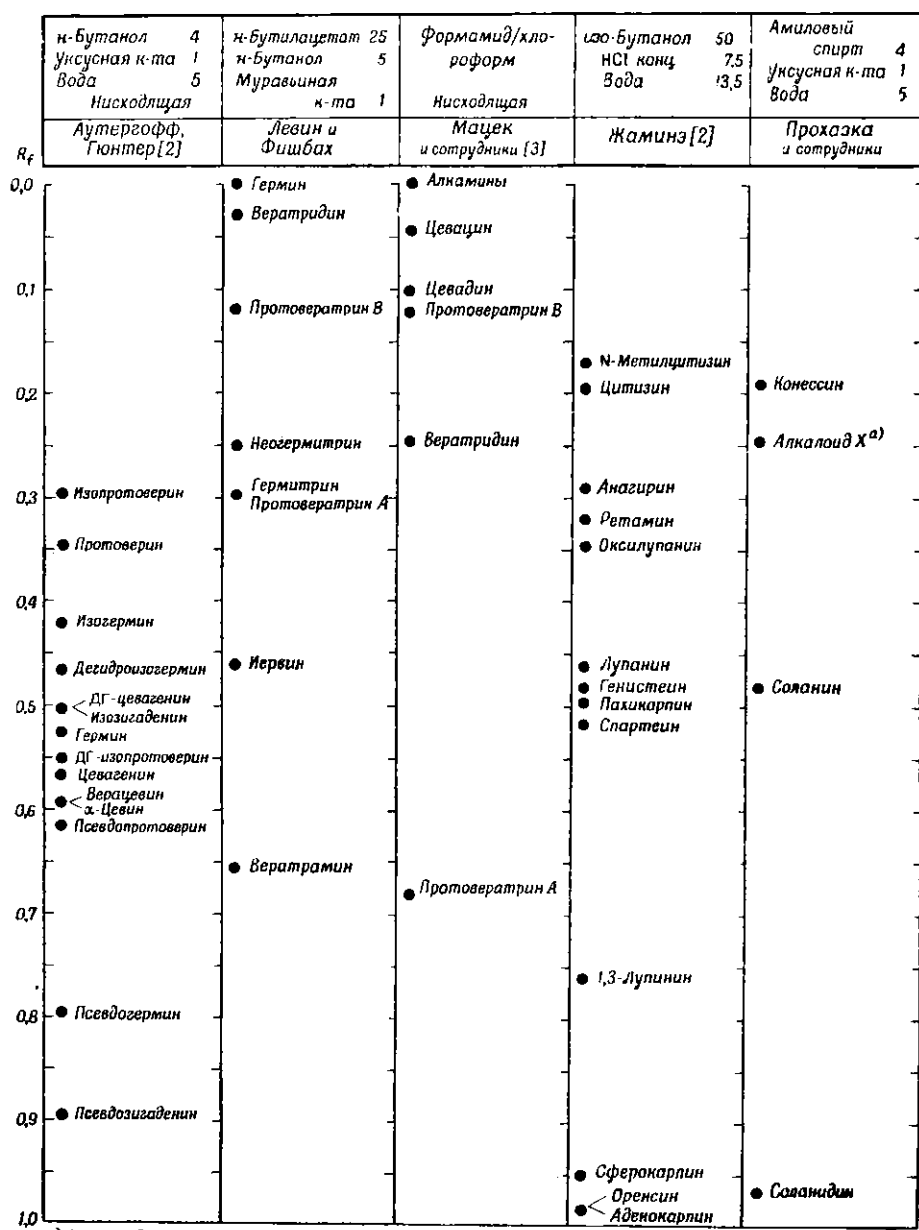 н-Бутанол 4
Уксусная к-та 1
Вода 5
Нисходящая
н-Бутилацетат 25
н-Бутанол 5
Муравьиная
к-та 1
Формамид/хло-
роформ
Нисходящая
изо-Бутанол 50
HCl конц 7,5
Вода 13,5
Амиловый
спирт 4
Уксусная к-та 1
Вода 5
Rf
Аутергофф,
Гюнтер [2]
Левин и
Фишбах
Мацек
и сотрудники [3]
Жаминэ [2]
Прохазка
и сотрудники
0,0
0,1
0,2
0,3
0,4
0,5
0,6
0,7
0,8
0,9
1,0
Изопротоверин
Протоверин
Изогермин
Дегидроизогермин
ДГ-цевагенин
Изозигаденин
Гермин
ДГ-изопротоверин
Цевагенин
Верацевин
α-Цевин
Псевдопротоверин
Псевдогермин
Псевдозигаденин
Гермин
Вератридин
Протовератрин В
Неогермитрин
Гермитрин
Протовератрин А
Иервин
Вератрамин
Алкамины
Цевацин
Цевадин
Протовератрин В
Вератридин
Протовератрин А
N-Метилцитизин
Цитизин
Анагирин
Ретамин
Оксилупанин
Лупанин
Генистеин
Пахикарпин
Спартеин
1,3-Лупинин
Сферокарпин
Оренсин
Аденокарпин
Конессин
Алкалоид Xа)
Соланин
Соланидин